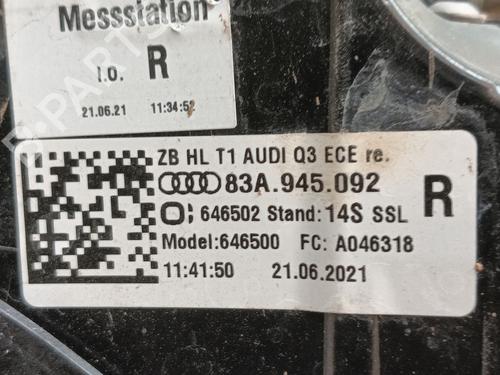 Messstation
i.O. R
21.06.21 11:34:52
ZB HL T1 AUDI Q3 ECE re.
83A.945.092
646502 Stand:14S SSL R
Model:646500 FC: A046318
11:41:50 21.06.2021